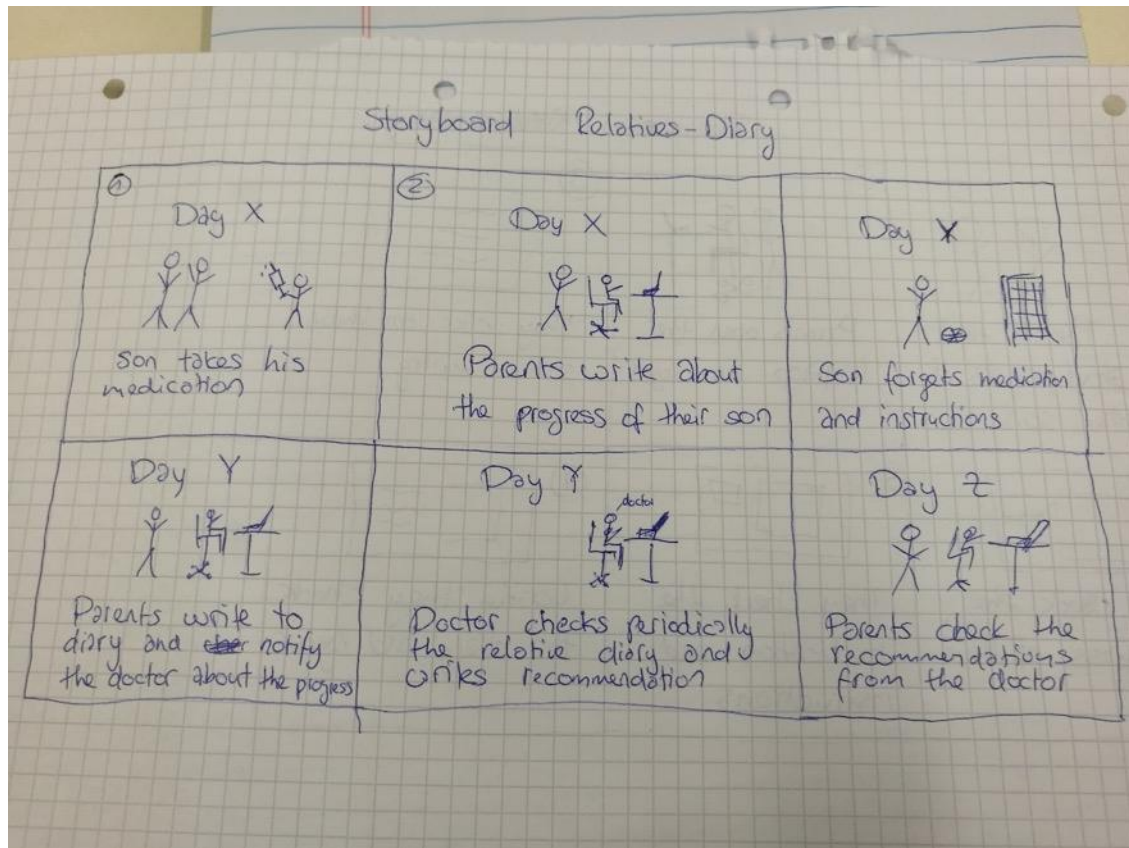 Storyboard Relatives-Diary
①
Day X
Son takes his
medication
②
Day X
Parents write about
the progress of their son
Day Y
Son forgets medication
and instructions
Day Y
Parents write to
diary and notify
the doctor about the progress
Day Y
doctor
Doctor checks periodically
the relative diary and
writes recommendation
Day Z
Parents check the
recommendations
from the doctor